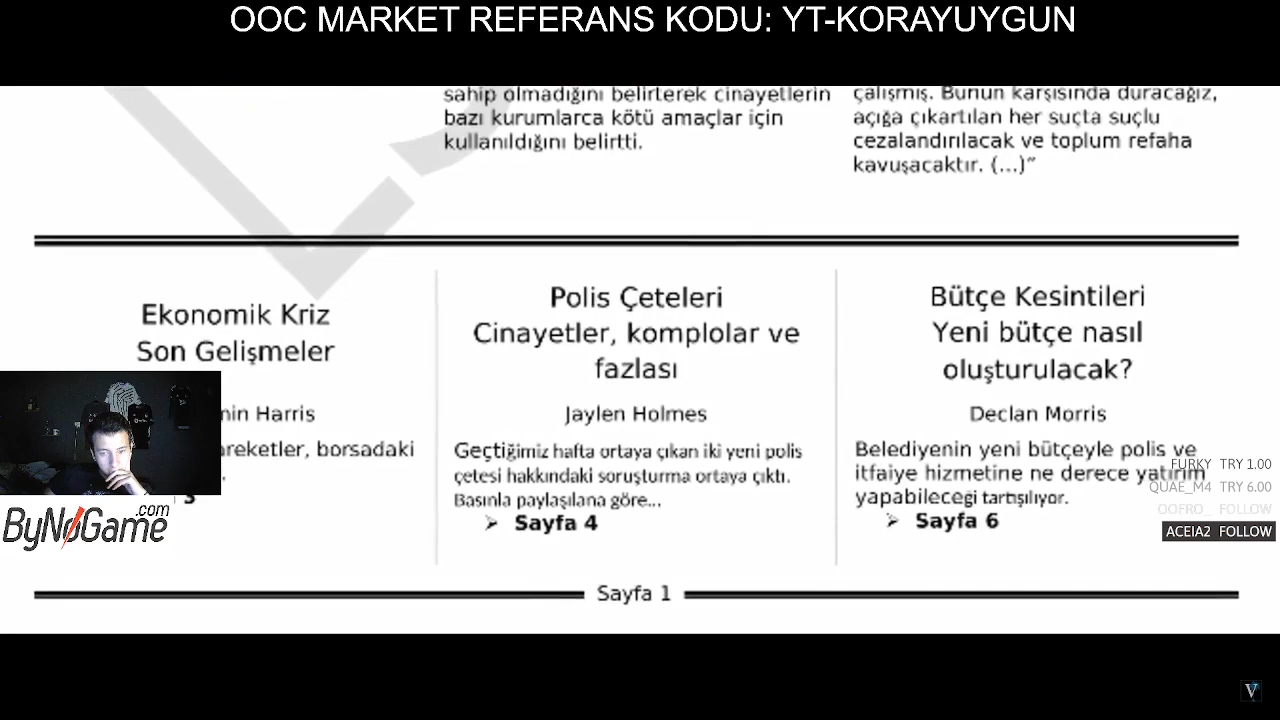 OOC MARKET REFERANS KODU: YT-KORAYUYGUN
sahip olmadığını belirterek cinayetlerin
bazı kurumlarca kötü amaçlar için
kullanıldığını belirtti.
çalışmış. Bunun karşısında duracağız,
açığa çıkartılan her suçta suçlu
cezalandırılacak ve toplum refaha
kavuşacaktır. (...)”
Ekonomik Kriz
Son Gelişmeler
Harris
borsadaki
3
Polis Çeteleri
Cinayetler, komplolar ve
fazlası
Jaylen Holmes
Geçtiğimiz hafta ortaya çıkan iki yeni polis
çetesi hakkındaki soruşturma ortaya çıktı.
Basınla paylaşılana göre...
➢ Sayfa 4
Bütçe Kesintileri
Yeni bütçe nasıl
oluşturulacak?
Declan Morris
Belediyenin yeni bütçeyle polis ve
itfaiye hizmetine ne derece yatırım
yapabileceği tartışılıyor.
➢ Sayfa 6
FURKY TRY 1.00
QUAE_M4 TRY 6.00
OOFRO_ FOLLOW
ACEIA2 FOLLOW
ByNoGame.com
Sayfa 1
V